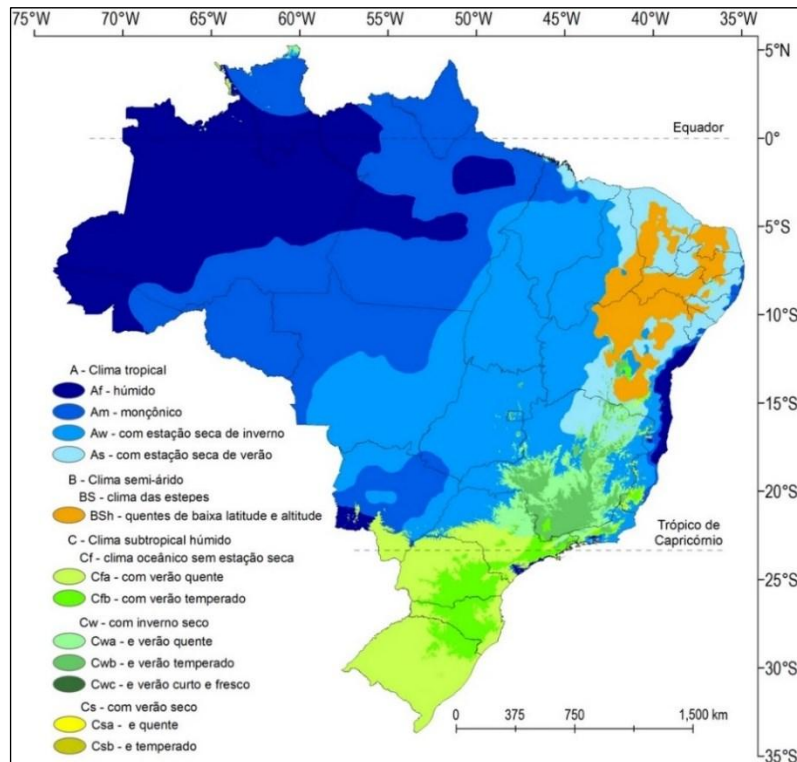 75°W 70°W 65°W 60°W 55°W 50°W 45°W 40°W 35°W
5°N
Equador
0°
5°S
10°S
15°S
20°S
Trópico de
Capricórnio
25°S
30°S
35°S
A - Clima tropical
Af - húmido
Am - monçônico
Aw - com estação seca de inverno
As - com estação seca de verão
B - Clima semi-árido
BS - clima das estepes
BSh - quentes de baixa latitude e altitude
C - Clima subtropical húmido
Cf - clima oceânico sem estação seca
Cfa - com verão quente
Cfb - com verão temperado
Cw - com inverno seco
Cwa - e verão quente
Cwb - e verão temperado
Cwc - e verão curto e fresco
Cs - com verão seco
Csa - e quente
Csb - e temperado
0 375 750 1,500 km